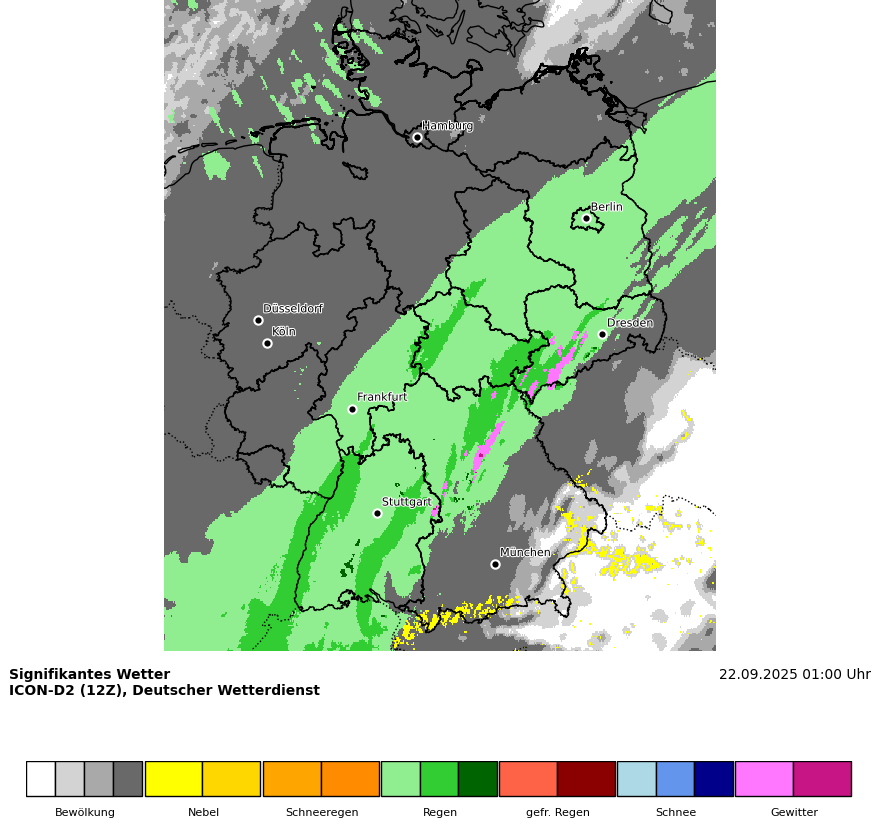 Hamburg
Berlin
Düsseldorf
Köln
Dresden
Frankfurt
Stuttgart
München
Signifikantes Wetter
22.09.2025 01:00 Uhr
ICON-D2 (12Z), Deutscher Wetterdienst
Bewölkung
Nebel
Schneeregen
Regen
gefr. Regen
Schnee
Gewitter